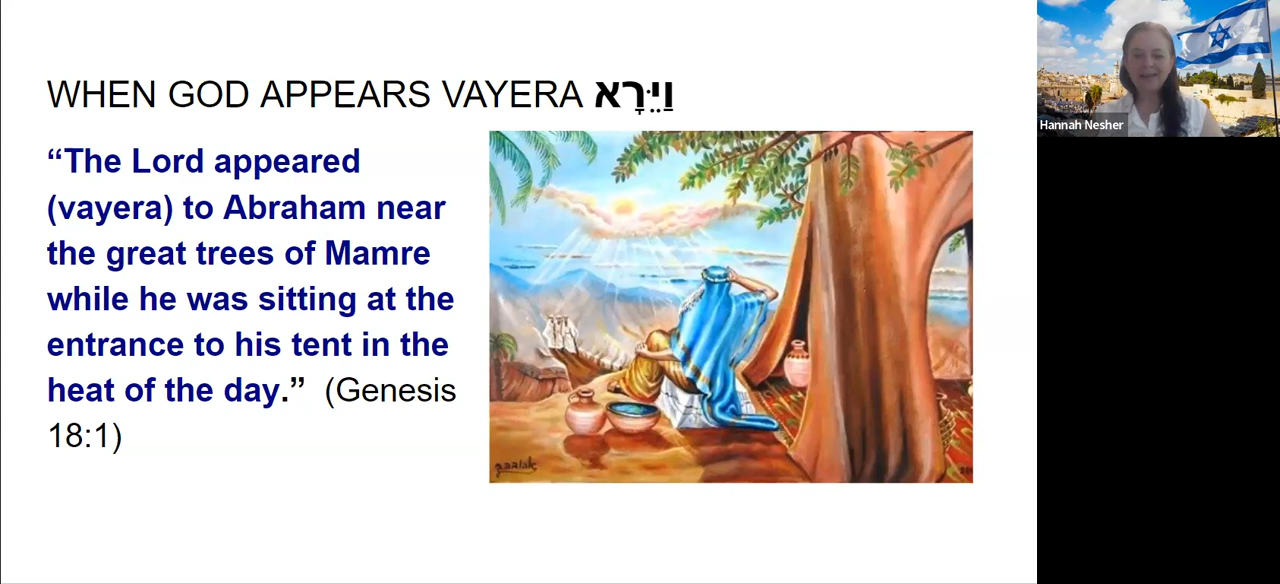 WHEN GOD APPEARS VAYERA וַיֵּרָא
“The Lord appeared
(vayera) to Abraham near
the great trees of Mamre
while he was sitting at the
entrance to his tent in the
heat of the day.” (Genesis
18:1)
Hannah Nesher